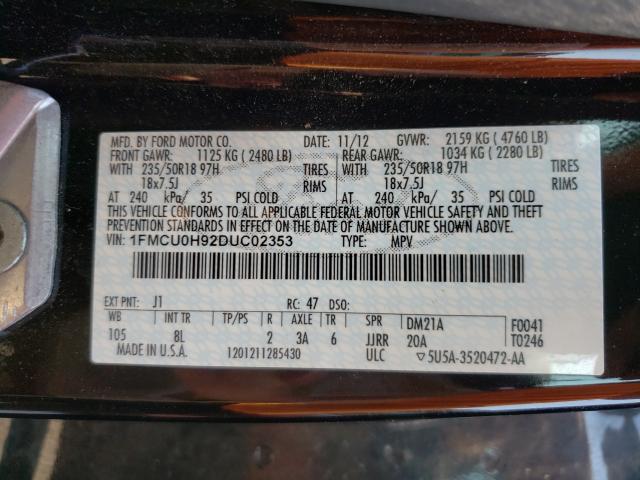 MFD. BY FORD MOTOR CO. DATE: 11/12 GVWR: 2159 KG ( 4760 LB)
FRONT GAWR: 1125 KG ( 2480 LB) REAR GAWR: 1034 KG ( 2280 LB)
WITH 235/50R18 97H TIRES WITH 235/50R18 97H TIRES
18x7.5J RIMS 18x7.5J RIMS
AT 240 kPa/ 35 PSI COLD AT 240 kPa/ 35 PSI COLD
THIS VEHICLE CONFORMS TO ALL APPLICABLE FEDERAL MOTOR VEHICLE SAFETY AND THEFT
PREVENTION STANDARDS IN EFFECT ON THE DATE OF MANUFACTURE SHOWN ABOVE.
VIN: 1FMCU0H92DUC02353 TYPE: MPV
EXT PNT: J1 RC: 47 DSO:
WB INT TR TP/PS R AXLE TR SPR DM21A F0041
105 8L 2 3A 6 JJRR 20A T0246
MADE IN U.S.A. 1201211285430 ULC ▽5U5A-3520472-AA